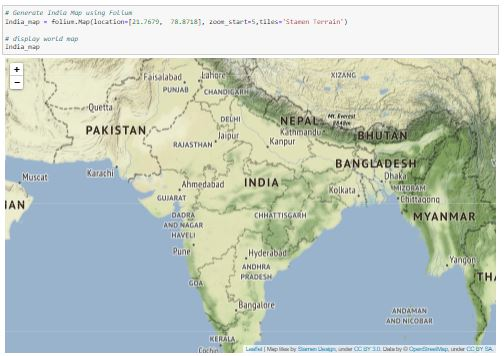 # Generate India Map using Folium
India_map = folium.Map(location=[21.7679, 78.8718], zoom_start=5,tiles='Stamen Terrain')
# display world map
India_map
+
−
Faisalabad
Lahore
XIZANG
PUNJAB
CHANDIGARH
Quetta
DELHI
NEPAL
Mt. Everest
8848m
PAKISTAN
Jaipur
Kathmandu
BHUTAN
RAJASTHAN
Kanpur
BANGLADESH
Muscat
Karachi
Dhaka
Ahmedabad
INDIA
Kolkata
MIZORAM
GUJARAT
Chittagong
IAN
DADRA
AND NAGAR
HAVELI
CHHATTISGARH
MYANMAR
Pune
Hyderabad
Yangon
ANDHRA
PRADESH
THA
GOA
Bangalore
ANDAMAN
AND NICOBAR
KERALA
Cochin
Leaflet | Map tiles by Stamen Design, under CC BY 3.0. Data by © OpenStreetMap, under CC BY SA.